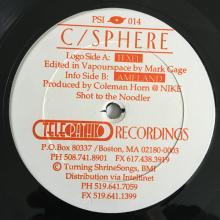 PSI 014
C/SPHERE
Logo Side A: TEXEL
Edited in Vapourspace by Mark Gage
Info Side B: AMELAND
Produced by Coleman Horn @ NIKE
Shot to the Noodler
TELEPATHIC RECORDINGS
P.O.Box 80337/Boston, MA 02180-0003
PH 508.741.8901 FX 617.438.3919
© Turning ShrineSongs, BMI
Distribution via Intellinet
PH 519.641.7059
FX 519.641.1399